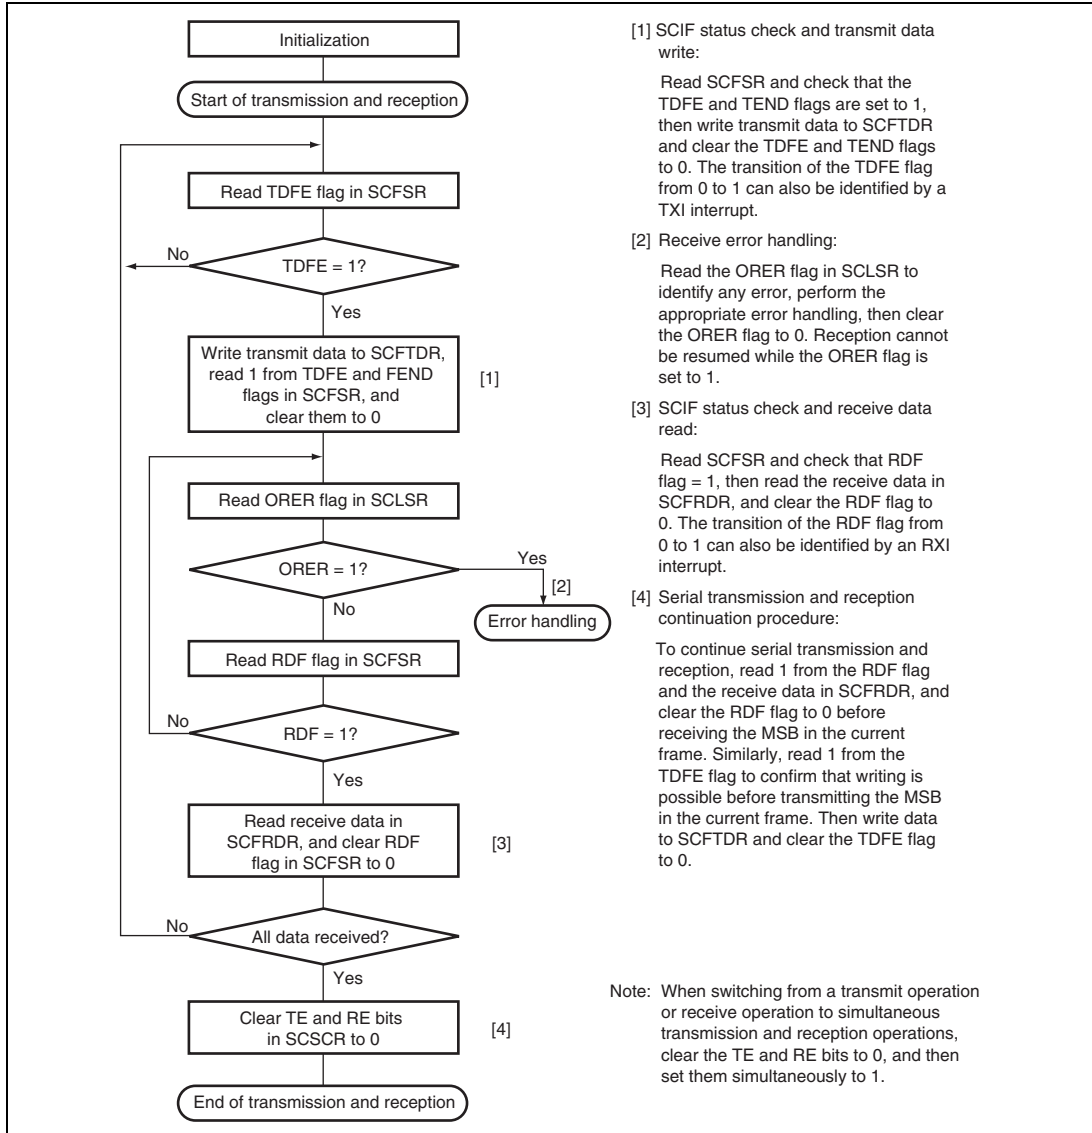 Initialization
Start of transmission and reception
Read TDFE flag in SCFSR
No
TDFE = 1?
Yes
Write transmit data to SCFTDR,
read 1 from TDFE and FEND
flags in SCFSR, and
clear them to 0
[1]
Read ORER flag in SCLSR
ORER = 1?
Yes
[2]
Error handling
No
Read RDF flag in SCFSR
No
RDF = 1?
Yes
Read receive data in
SCFRDR, and clear RDF
flag in SCFSR to 0
[3]
No
All data received?
Yes
Clear TE and RE bits
in SCSCR to 0
[4]
End of transmission and reception
[1] SCIF status check and transmit data
write:
Read SCFSR and check that the
TDFE and TEND flags are set to 1,
then write transmit data to SCFTDR
and clear the TDFE and TEND flags
to 0. The transition of the TDFE flag
from 0 to 1 can also be identified by a
TXI interrupt.
[2] Receive error handling:
Read the ORER flag in SCLSR to
identify any error, perform the
appropriate error handling, then clear
the ORER flag to 0. Reception cannot
be resumed while the ORER flag is
set to 1.
[3] SCIF status check and receive data
read:
Read SCFSR and check that RDF
flag = 1, then read the receive data in
SCFRDR, and clear the RDF flag to
0. The transition of the RDF flag from
0 to 1 can also be identified by an RXI
interrupt.
[4] Serial transmission and reception
continuation procedure:
To continue serial transmission and
reception, read 1 from the RDF flag
and the receive data in SCFRDR, and
clear the RDF flag to 0 before
receiving the MSB in the current
frame. Similarly, read 1 from the
TDFE flag to confirm that writing is
possible before transmitting the MSB
in the current frame. Then write data
to SCFTDR and clear the TDFE flag
to 0.
Note: When switching from a transmit operation
or receive operation to simultaneous
transmission and reception operations,
clear the TE and RE bits to 0, and then
set them simultaneously to 1.